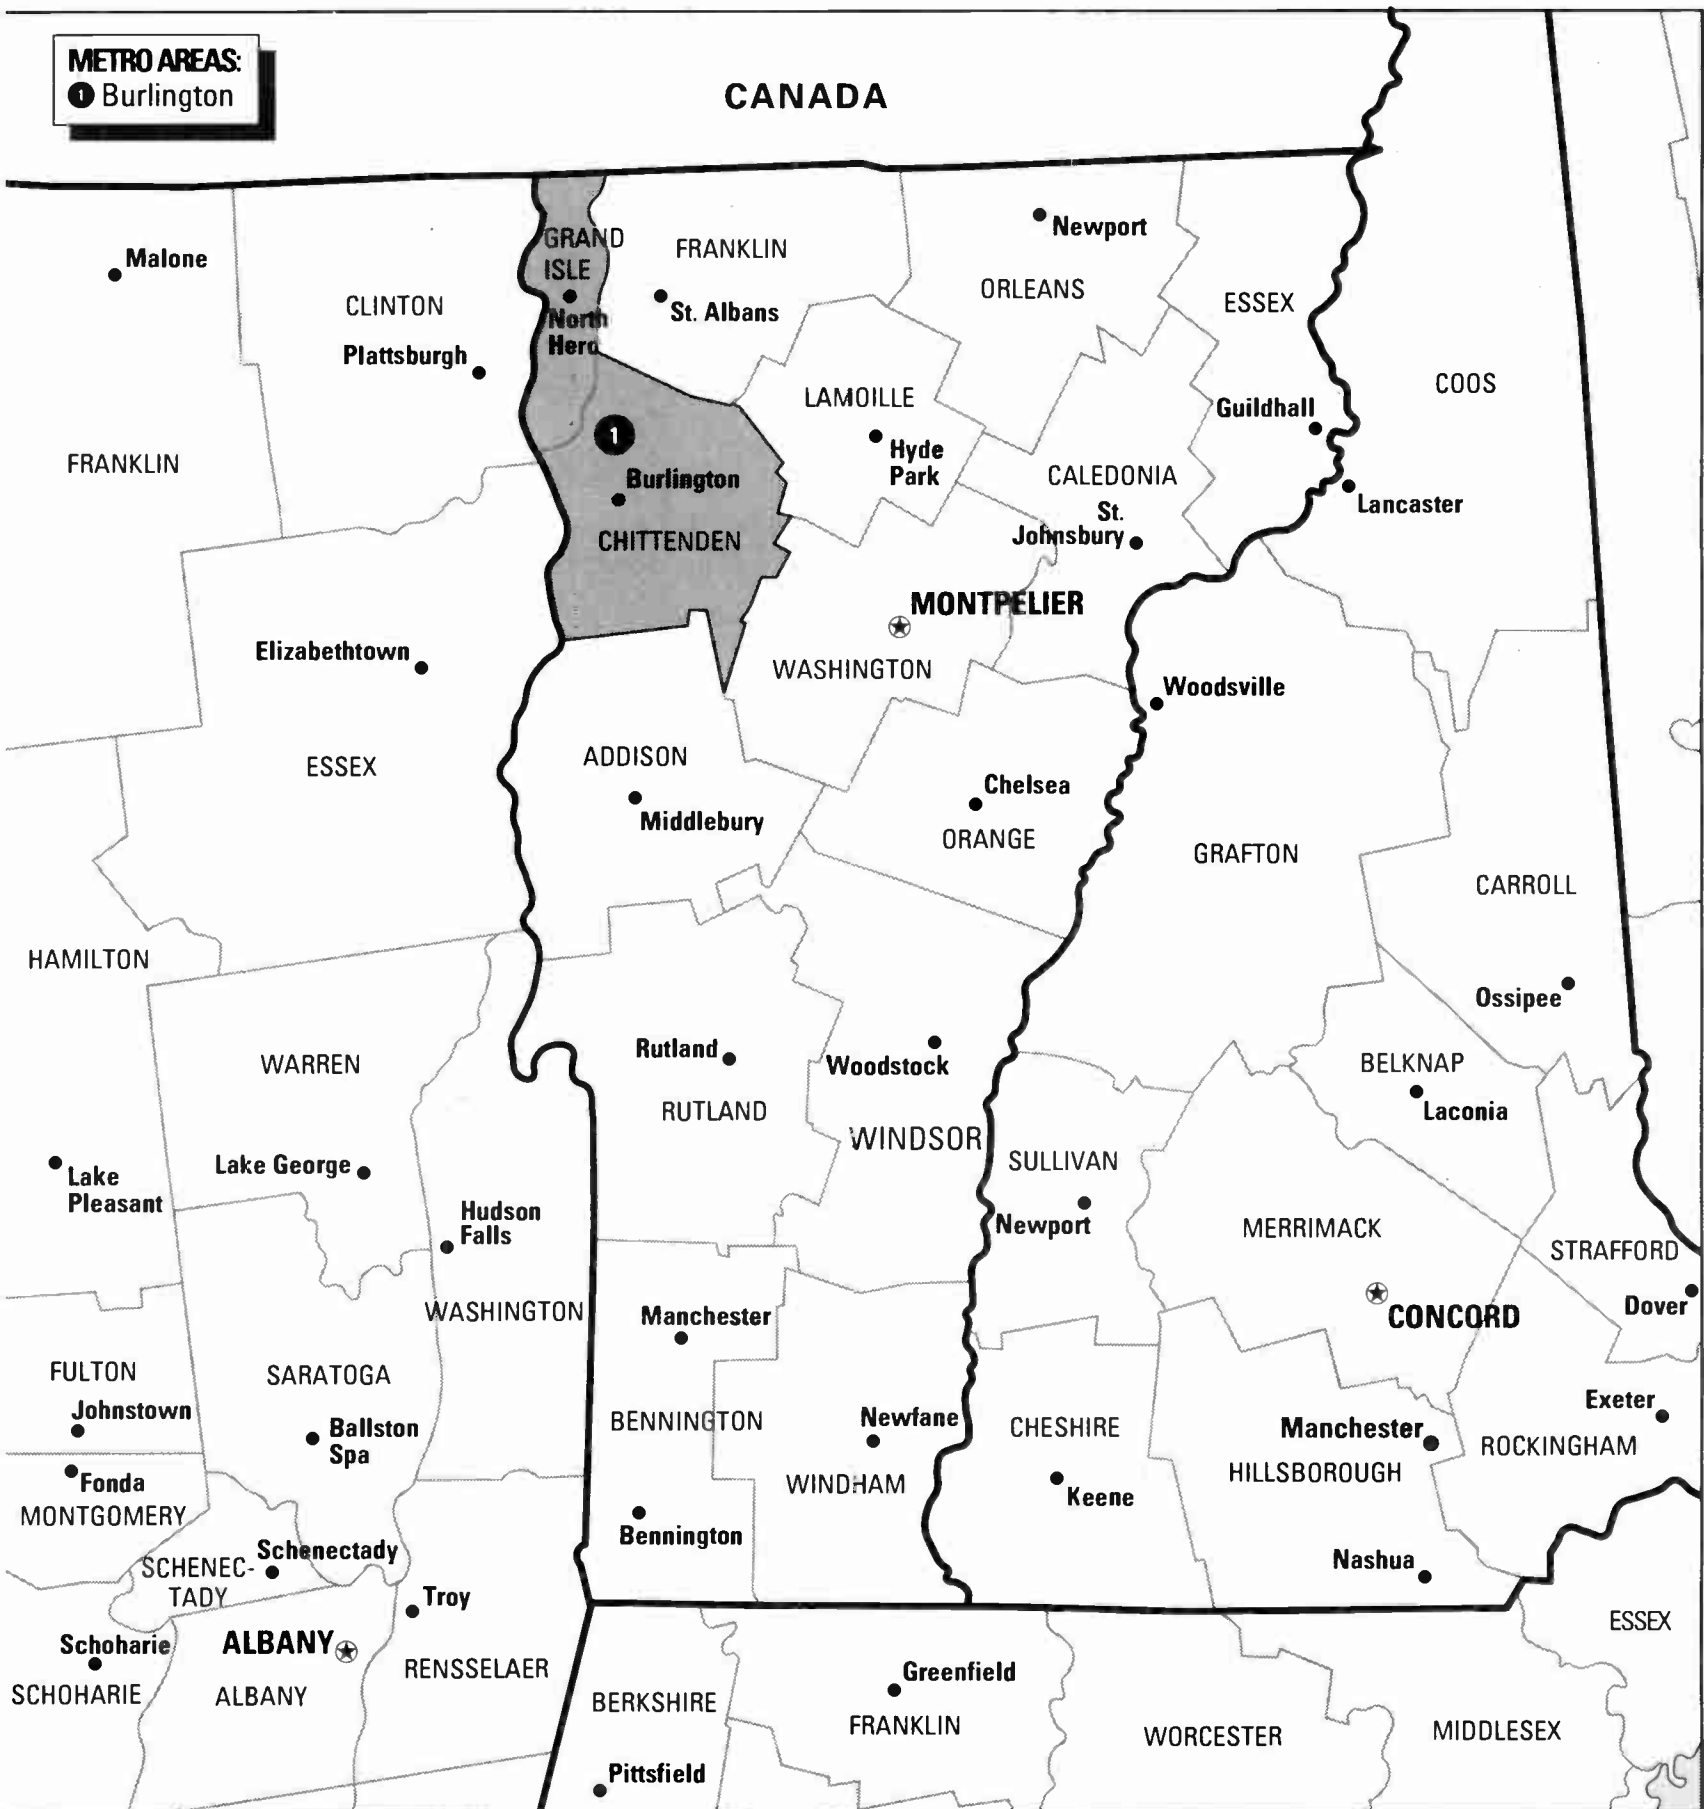 METRO AREAS:
1 Burlington
CANADA
Newport
Malone
GRAND
ISLE
FRANKLIN
ORLEANS
CLINTON
ESSEX
St. Albans
North
Hero
Plattsburgh
COOS
LAMOILLE
Guildhall
1
Hyde
Park
FRANKLIN
Burlington
CALEDONIA
Lancaster
St.
Johnsbury
CHITTENDEN
MONTPELIER
Elizabethtown
WASHINGTON
Woodsville
ESSEX
ADDISON
Chelsea
Middlebury
ORANGE
GRAFTON
CARROLL
HAMILTON
Ossipee
Rutland
WARREN
Woodstock
BELKNAP
RUTLAND
Laconia
WINDSOR
Lake George
SULLIVAN
Lake
Pleasant
Hudson
Falls
Newport
MERRIMACK
STRAFFORD
WASHINGTON
Manchester
CONCORD
Dover
FULTON
SARATOGA
Johnstown
Ballston
Spa
BENNINGTON
Newfane
CHESHIRE
Manchester
Exeter
ROCKINGHAM
Fonda
MONTGOMERY
WINDHAM
Keene
HILLSBOROUGH
Bennington
Schenectady
SCHENEC-
TADY
Nashua
Troy
Schoharie
ALBANY
ESSEX
SCHOHARIE
ALBANY
RENSSELAER
Greenfield
BERKSHIRE
FRANKLIN
WORCESTER
MIDDLESEX
Pittsfield